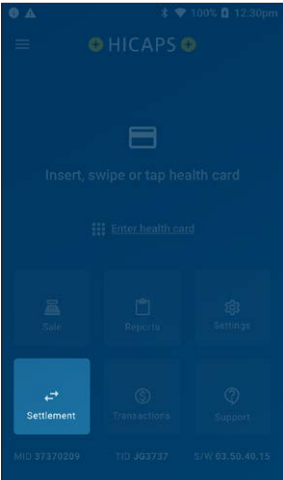 100% 12:30pm
HICAPS
Insert, swipe or tap health card
Enter health card
Sale Reports Settings
Settlement Transactions Support
MID 37370209 TID JG3737 S/W 03.50.40.15